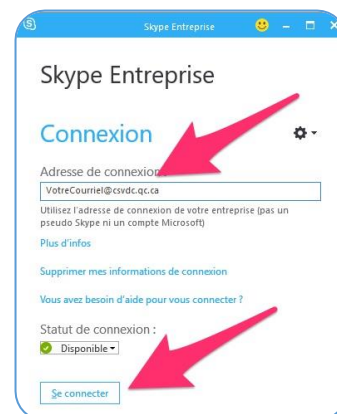 Skype Entreprise
Skype Entreprise
Connexion
Adresse de connexion
VotreCourriel@csvdc.qc.ca
Utilisez l'adresse de connexion de votre entreprise (pas un
pseudo Skype ni un compte Microsoft)
Plus d'infos
Supprimer mes informations de connexion
Vous avez besoin d'aide pour vous connecter ?
Statut de connexion :
Disponible
Se connecter